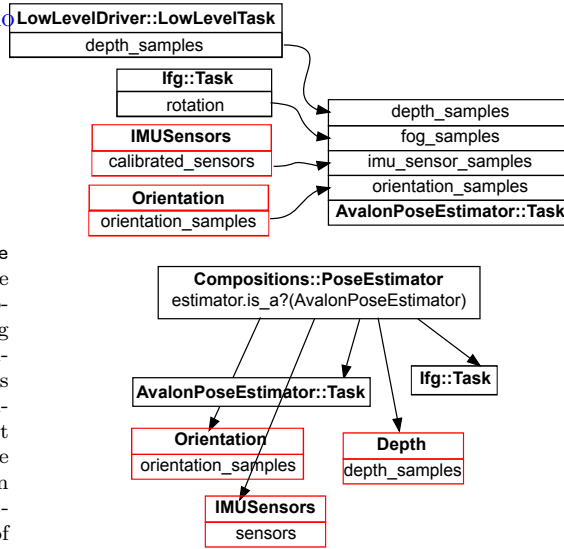 o
LowLevelDriver::LowLevelTask
depth_samples
Ifg::Task
rotation
IMUSensors
calibrated_sensors
Orientation
orientation_samples
depth_samples
fog_samples
imu_sensor_samples
orientation_samples
AvalonPoseEstimator::Task
e
e
o-
g
s
t
e
n
of
Compositions::PoseEstimator
estimator.is_a?(AvalonPoseEstimator)
AvalonPoseEstimator::Task
Ifg::Task
Orientation
orientation_samples
Depth
depth_samples
IMUSensors
sensors